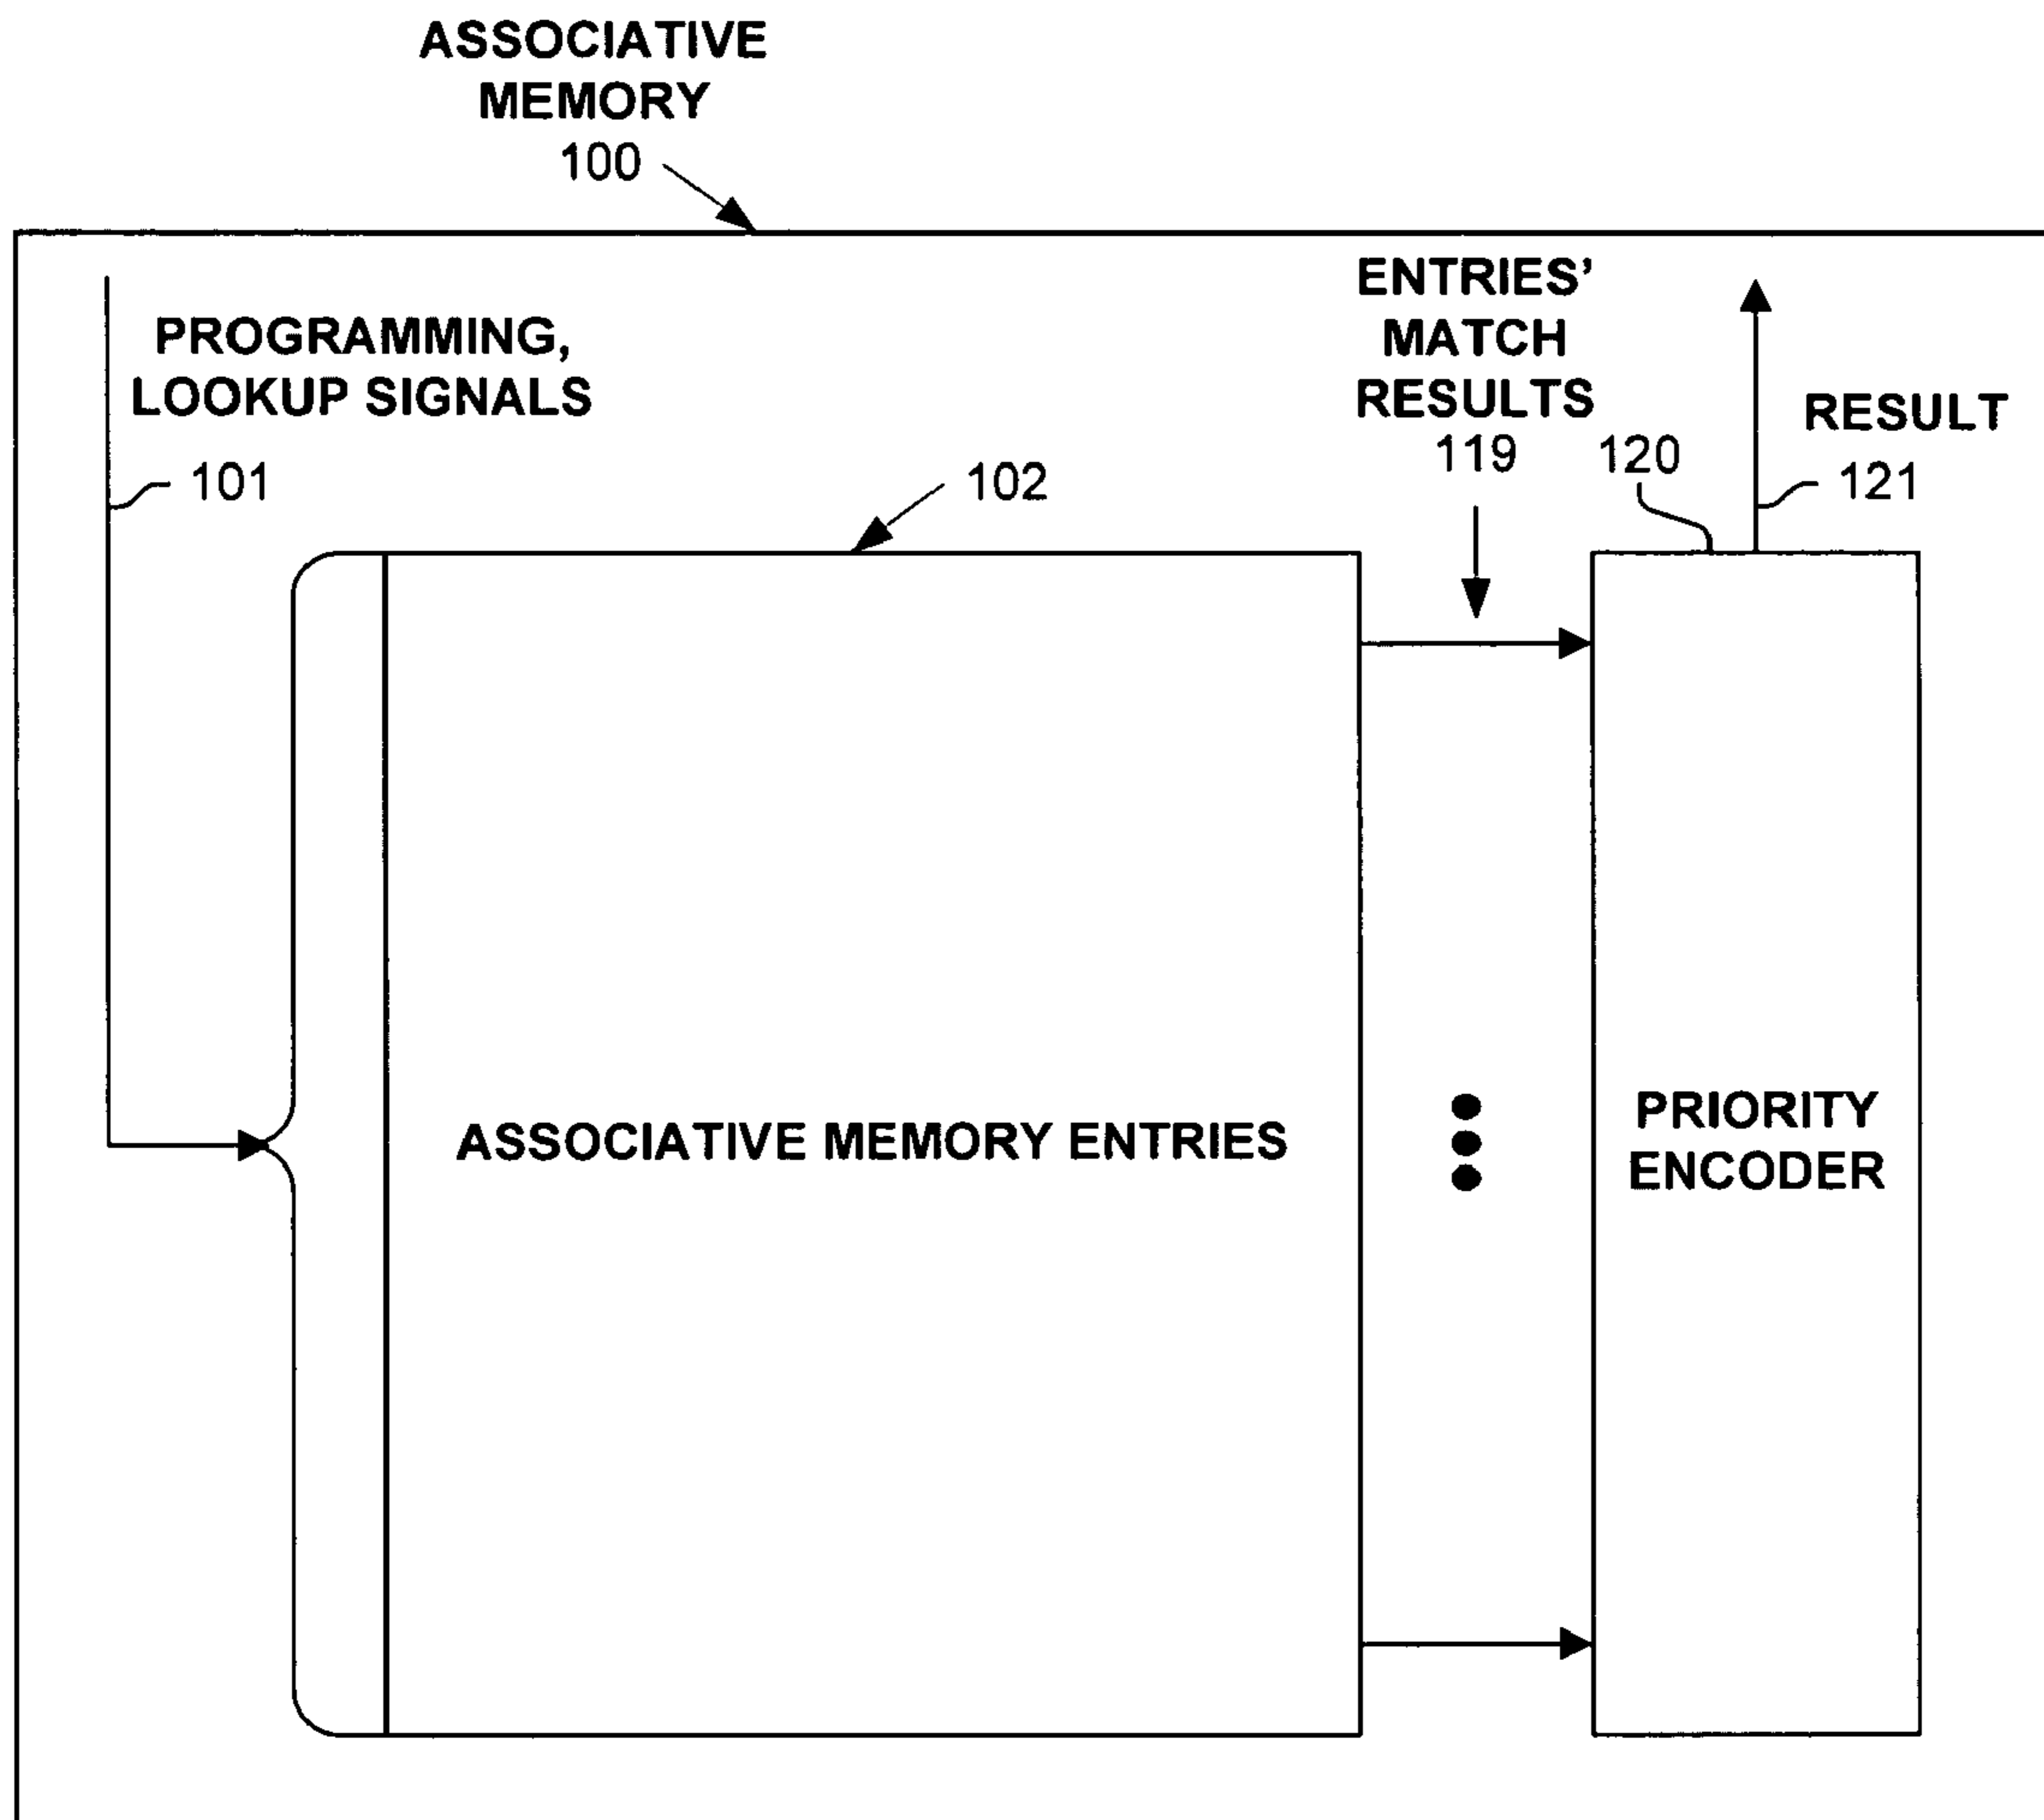 ASSOCIATIVE
MEMORY
100
PROGRAMMING,
LOOKUP SIGNALS
101
102
ENTRIES'
MATCH
RESULTS
119
120
RESULT
121
ASSOCIATIVE MEMORY ENTRIES
PRIORITY
ENCODER